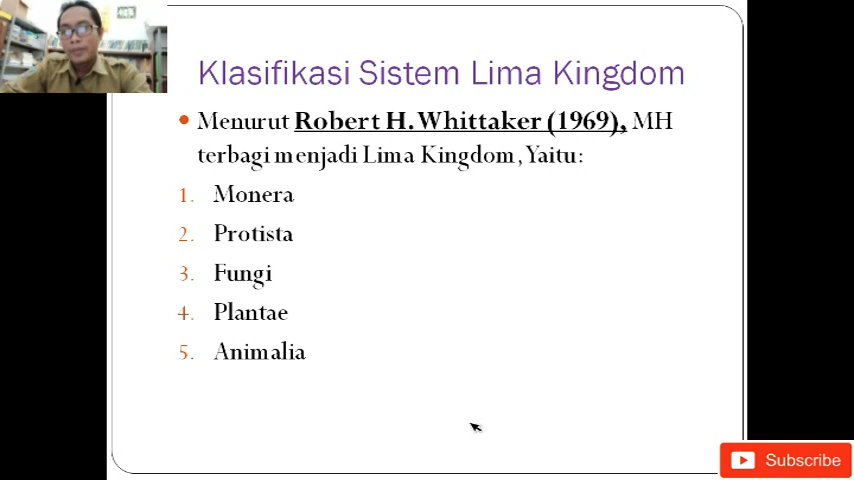 Klasifikasi Sistem Lima Kingdom
• Menurut Robert H. Whittaker (1969), MH
terbagi menjadi Lima Kingdom, Yaitu:
1. Monera
2. Protista
3. Fungi
4. Plantae
5. Animalia
Subscribe